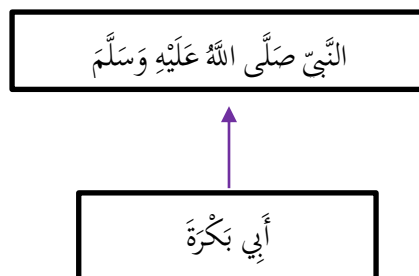 النَّبِيّ صَلَّى اللَّهُ عَلَيْهِ وَسَلَّمَ
أَبِي بَكْرَةَ